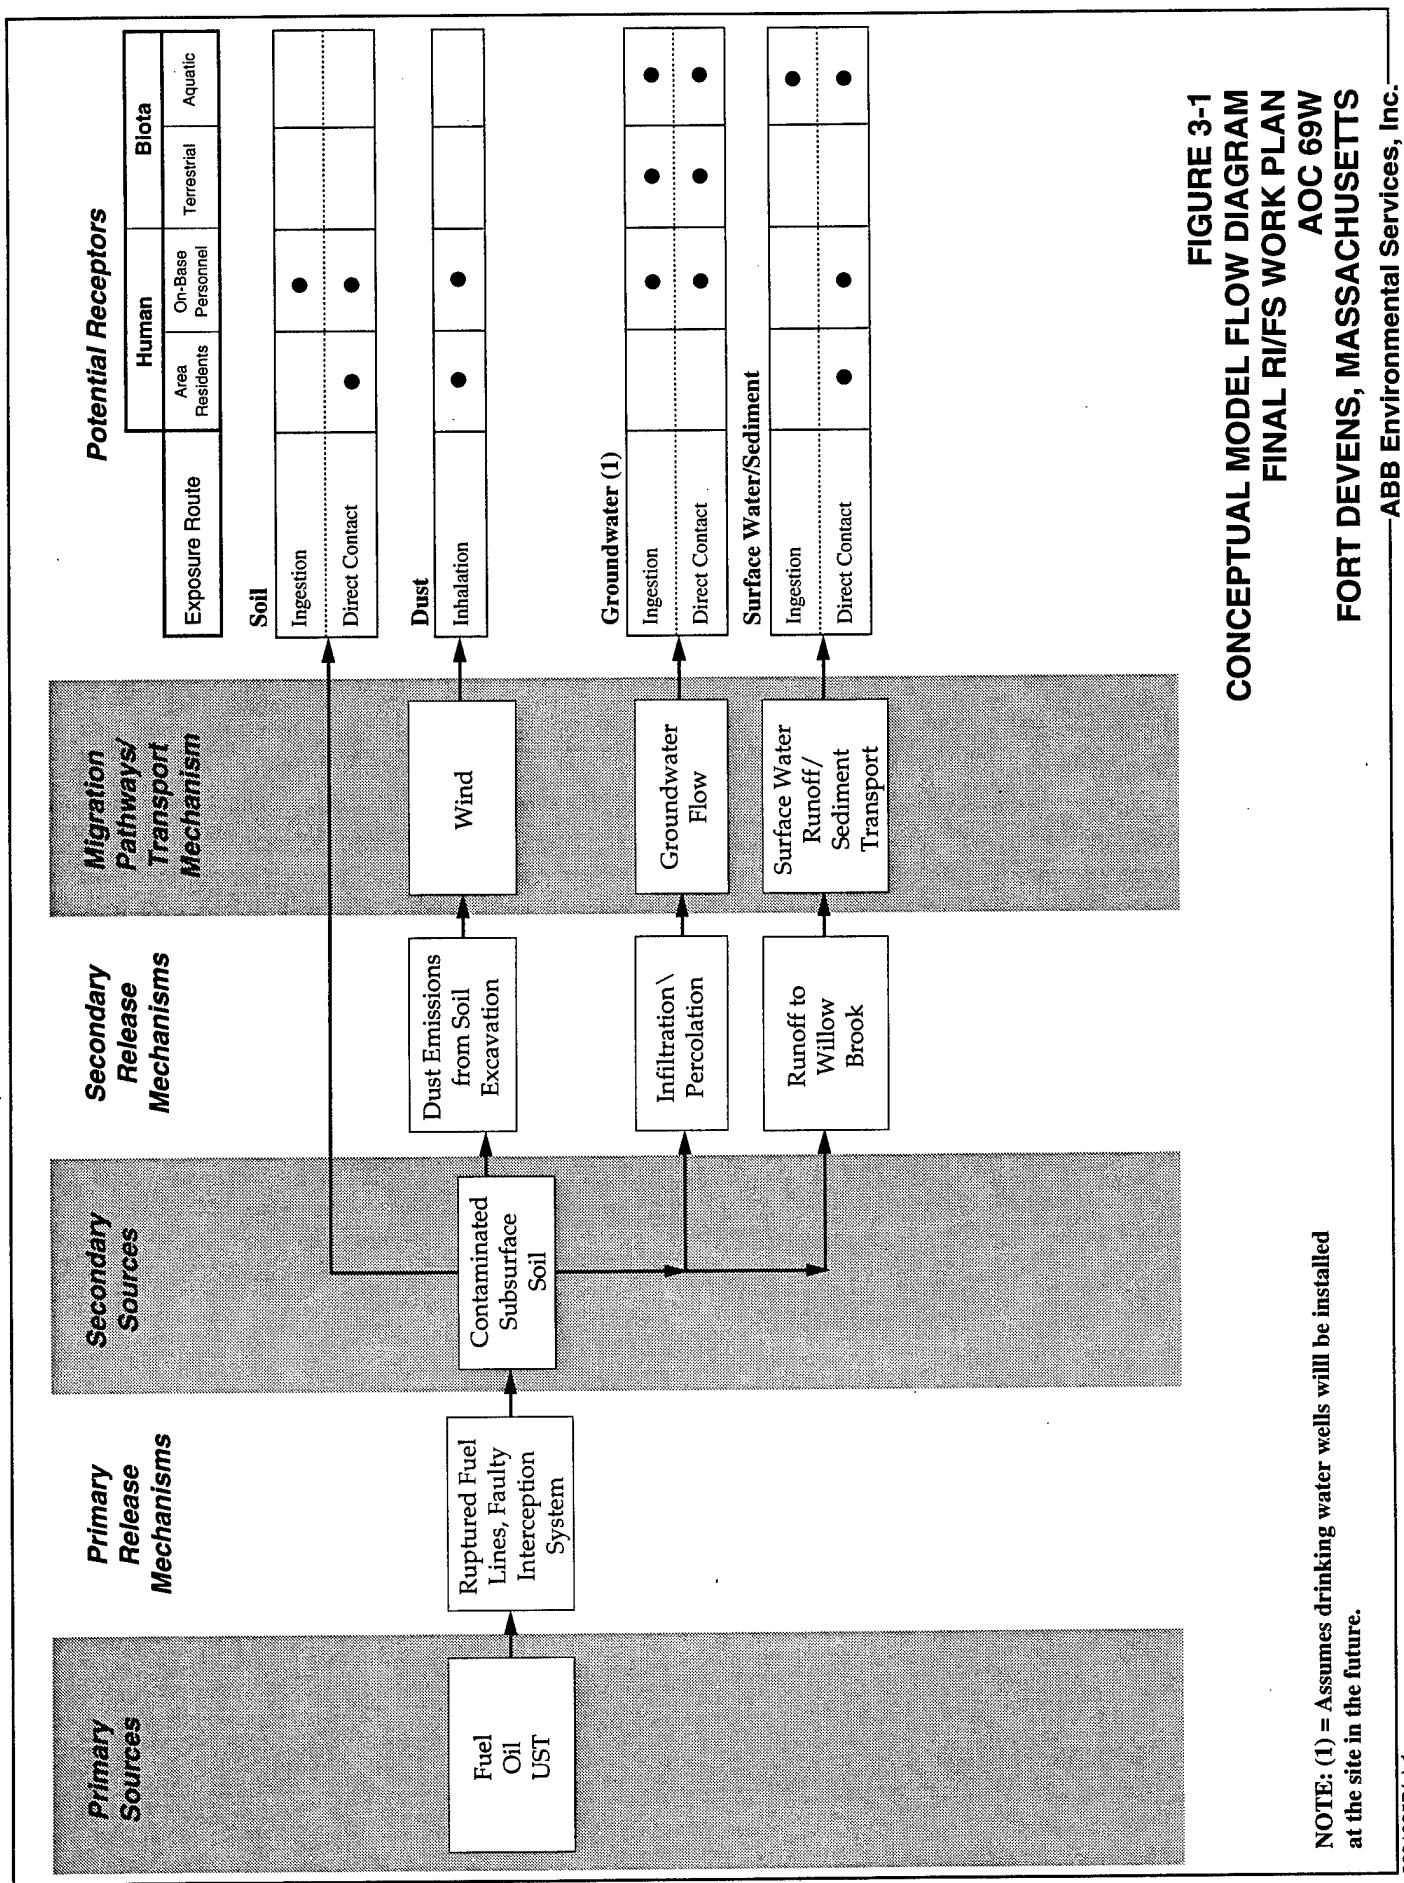 Primary
Sources
Primary
Release
Mechanisms
Secondary
Sources
Secondary
Release
Mechanisms
Migration
Pathways/
Transport
Mechanism
Potential Receptors
Human
Biota
Exposure Route
Area
Residents
On-Base
Personnel
Terrestrial
Aquatic
Fuel
Oil
UST
Ruptured Fuel
Lines, Faulty
Interception
System
Contaminated
Subsurface
Soil
Dust Emissions
from Soil
Excavation
Infiltration\
Percolation
Runoff to
Willow
Brook
Wind
Groundwater
Flow
Surface Water
Runoff/
Sediment
Transport
Soil
Ingestion
Direct Contact
Dust
Inhalation
Groundwater (1)
Ingestion
Direct Contact
Surface Water/Sediment
Ingestion
Direct Contact
NOTE: (1) = Assumes drinking water wells willl be installed
at the site in the future.
FIGURE 3-1
CONCEPTUAL MODEL FLOW DIAGRAM
FINAL RI/FS WORK PLAN
AOC 69W
FORT DEVENS, MASSACHUSETTS
ABB Environmental Services, Inc.